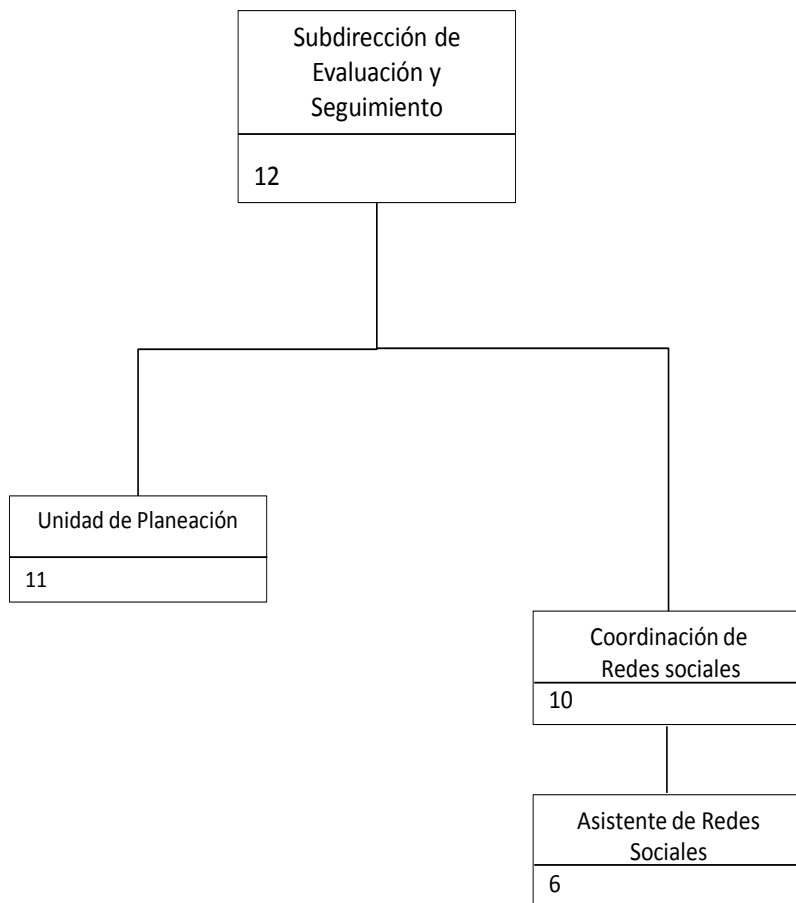 Subdirección de
Evaluación y
Seguimiento
12
Unidad de Planeación
11
Coordinación de
Redes sociales
10
Asistente de Redes
Sociales
6